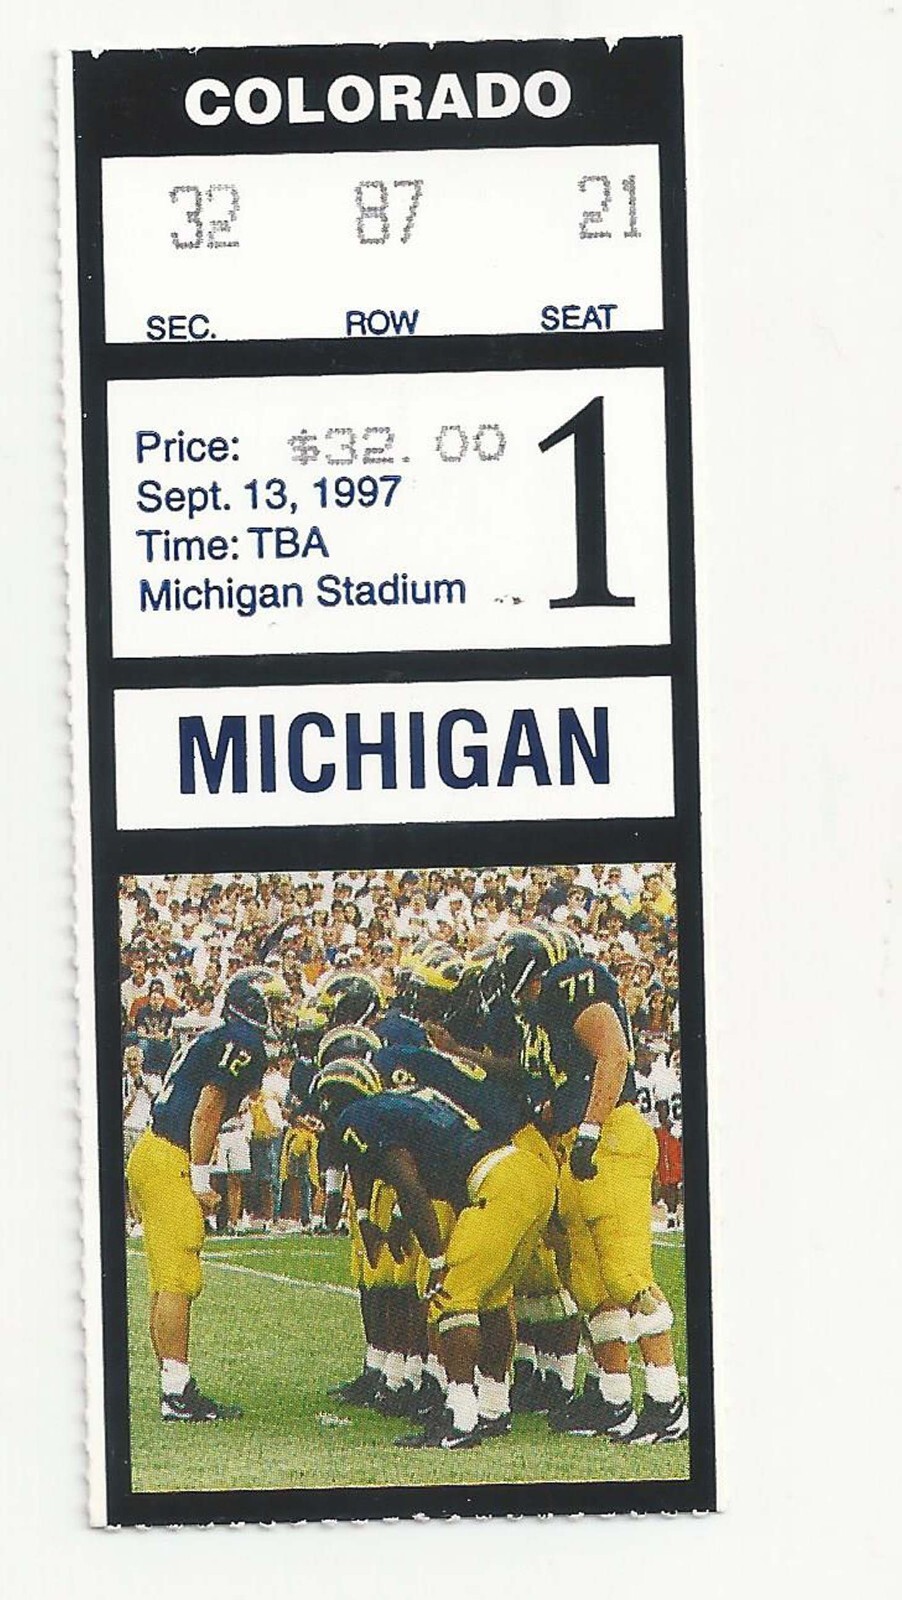 COLORADO
32 87 21
SEC. ROW SEAT
Price: $32.00
Sept. 13, 1997
Time: TBA
Michigan Stadium
1
MICHIGAN
12
77